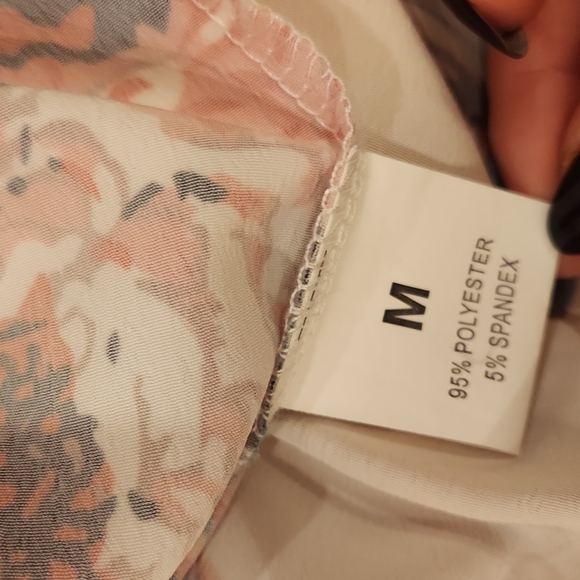 M
95% POLYESTER
5% SPANDEX